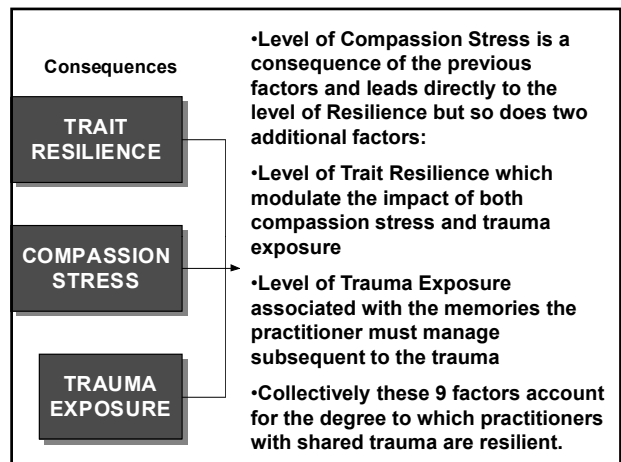 Consequences
TRAIT
RESILIENCE
COMPASSION
STRESS
TRAUMA
EXPOSURE
•Level of Compassion Stress is a
consequence of the previous
factors and leads directly to the
level of Resilience but so does two
additional factors:
•Level of Trait Resilience which
modulate the impact of both
compassion stress and trauma
exposure
•Level of Trauma Exposure
associated with the memories the
practitioner must manage
subsequent to the trauma
•Collectively these 9 factors account
for the degree to which practitioners
with shared trauma are resilient.